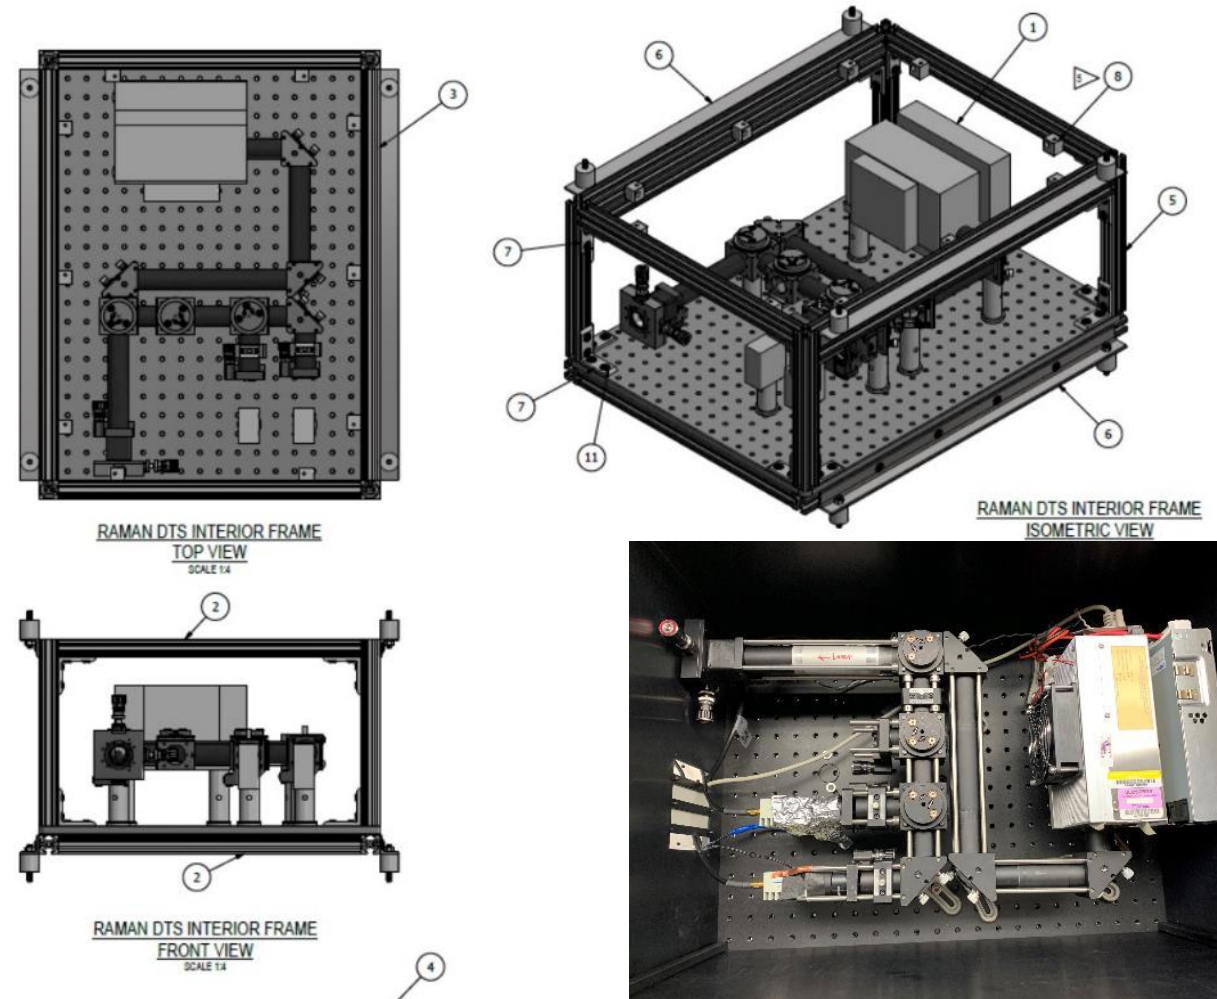 3
RAMAN DTS INTERIOR FRAME
TOP VIEW
SCALE 1:4
6
1
8
5
7
7
11
6
RAMAN DTS INTERIOR FRAME
ISOMETRIC VIEW
2
2
RAMAN DTS INTERIOR FRAME
FRONT VIEW
SCALE 1:4
4
← LASER